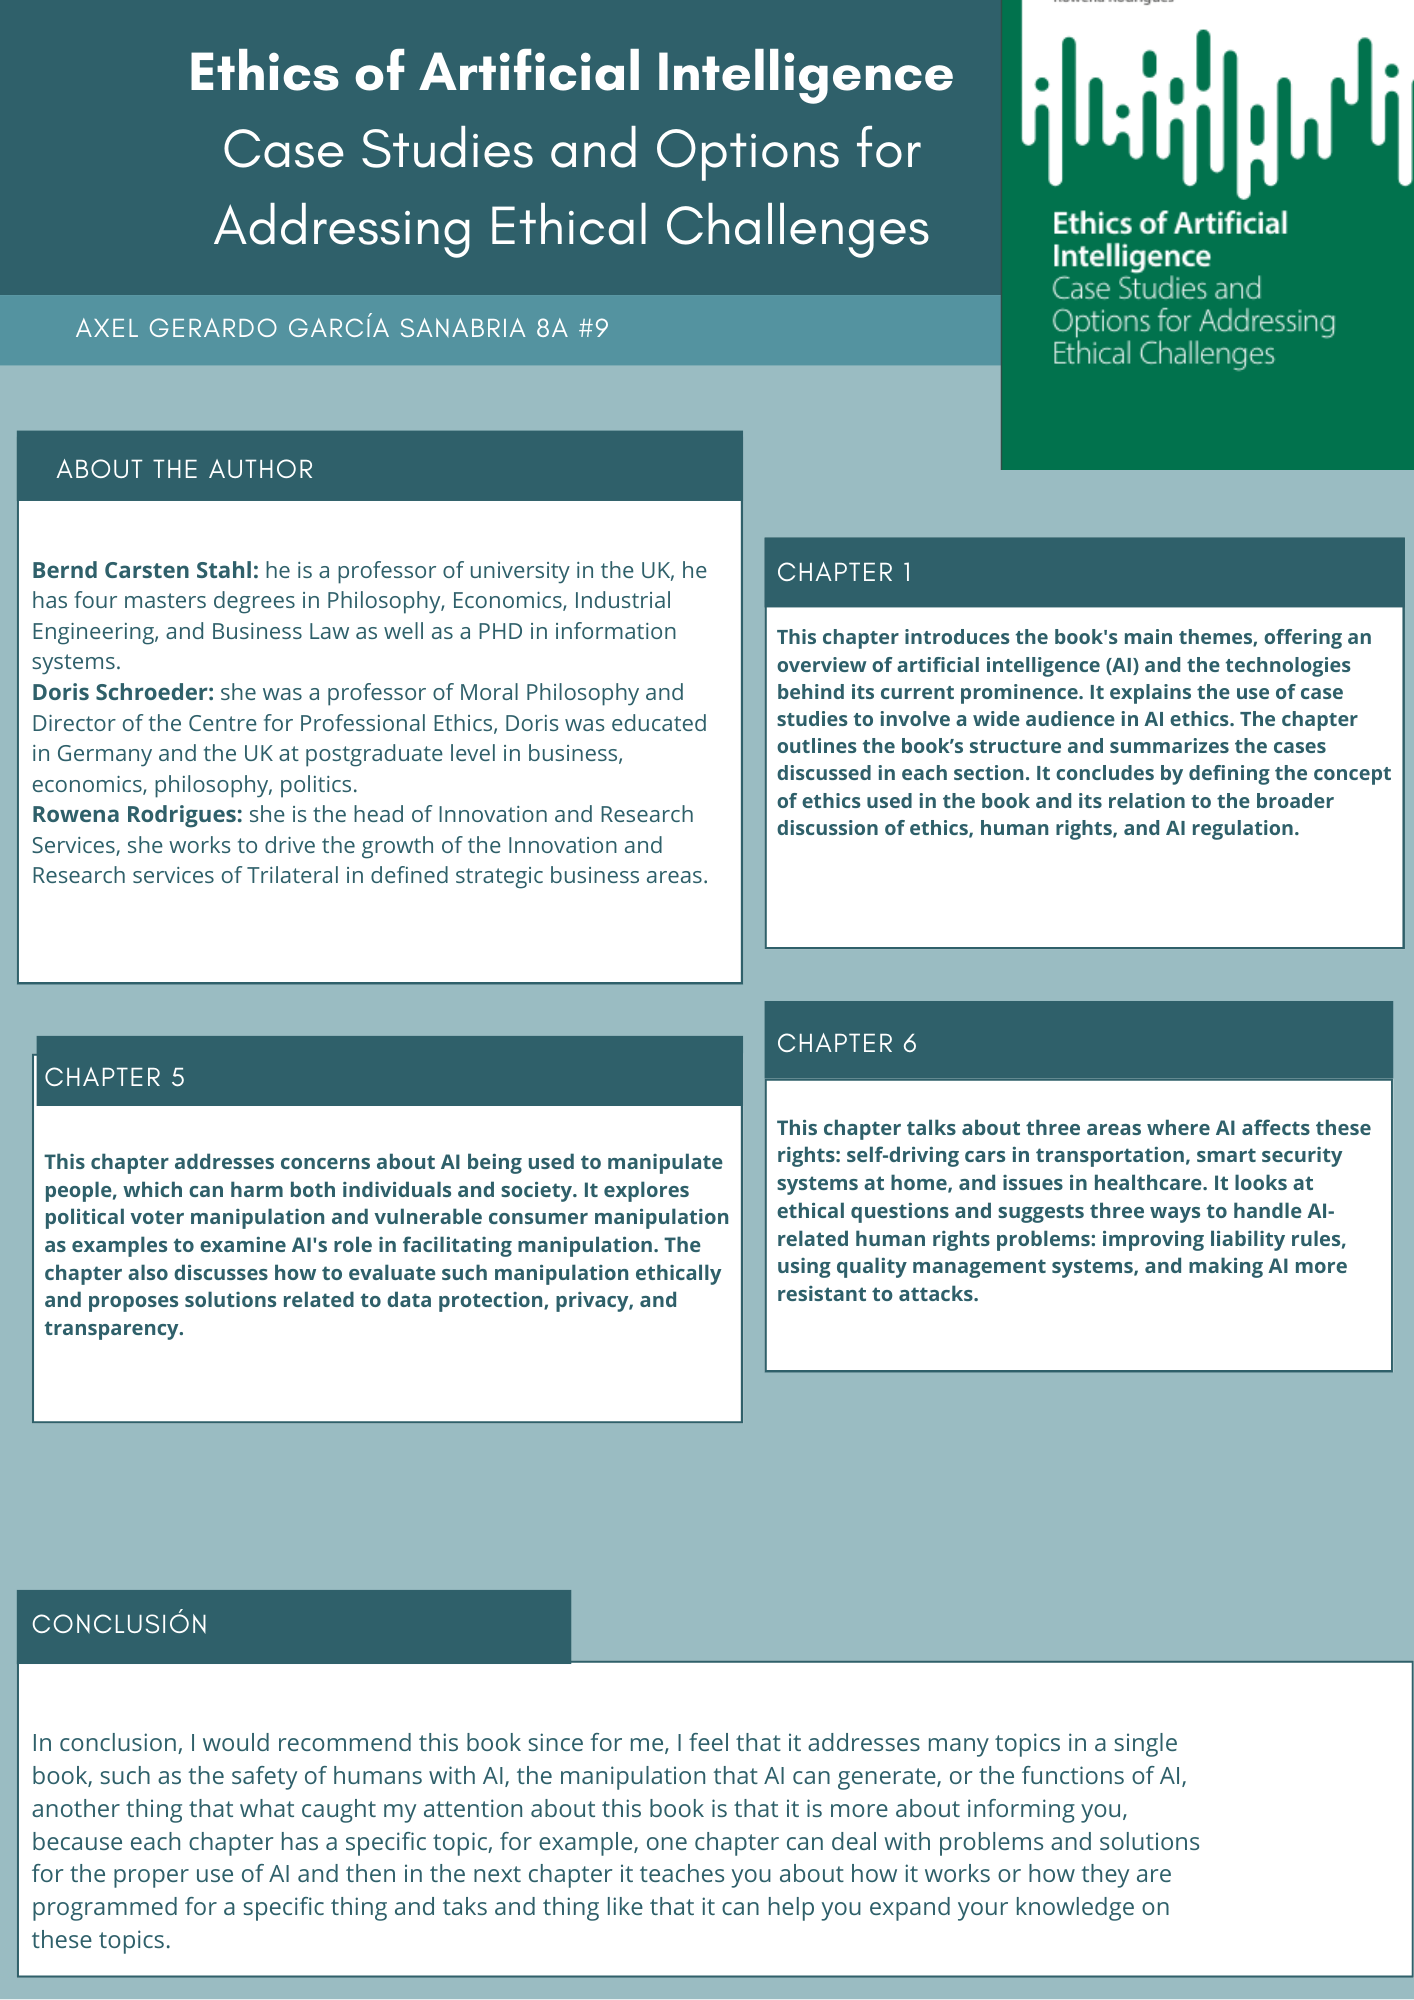 Ethics of Artificial Intelligence
Case Studies and Options for
Addressing Ethical Challenges
AXEL GERARDO GARCÍA SANABRIA 8A #9
Rowena Rodrigues
Ethics of Artificial
Intelligence
Case Studies and
Options for Addressing
Ethical Challenges
ABOUT THE AUTHOR
Bernd Carsten Stahl: he is a professor of university in the UK, he
has four masters degrees in Philosophy, Economics, Industrial
Engineering, and Business Law as well as a PHD in information
systems.
Doris Schroeder: she was a professor of Moral Philosophy and
Director of the Centre for Professional Ethics, Doris was educated
in Germany and the UK at postgraduate level in business,
economics, philosophy, politics.
Rowena Rodrigues: she is the head of Innovation and Research
Services, she works to drive the growth of the Innovation and
Research services of Trilateral in defined strategic business areas.
CHAPTER 1
This chapter introduces the book's main themes, offering an
overview of artificial intelligence (AI) and the technologies
behind its current prominence. It explains the use of case
studies to involve a wide audience in AI ethics. The chapter
outlines the book’s structure and summarizes the cases
discussed in each section. It concludes by defining the concept
of ethics used in the book and its relation to the broader
discussion of ethics, human rights, and AI regulation.
CHAPTER 5
This chapter addresses concerns about AI being used to manipulate
people, which can harm both individuals and society. It explores
political voter manipulation and vulnerable consumer manipulation
as examples to examine AI's role in facilitating manipulation. The
chapter also discusses how to evaluate such manipulation ethically
and proposes solutions related to data protection, privacy, and
transparency.
CHAPTER 6
This chapter talks about three areas where AI affects these
rights: self-driving cars in transportation, smart security
systems at home, and issues in healthcare. It looks at
ethical questions and suggests three ways to handle AI-
related human rights problems: improving liability rules,
using quality management systems, and making AI more
resistant to attacks.
CONCLUSIÓN
In conclusion, I would recommend this book since for me, I feel that it addresses many topics in a single
book, such as the safety of humans with AI, the manipulation that AI can generate, or the functions of AI,
another thing that what caught my attention about this book is that it is more about informing you,
because each chapter has a specific topic, for example, one chapter can deal with problems and solutions
for the proper use of AI and then in the next chapter it teaches you about how it works or how they are
programmed for a specific thing and taks and thing like that it can help you expand your knowledge on
these topics.